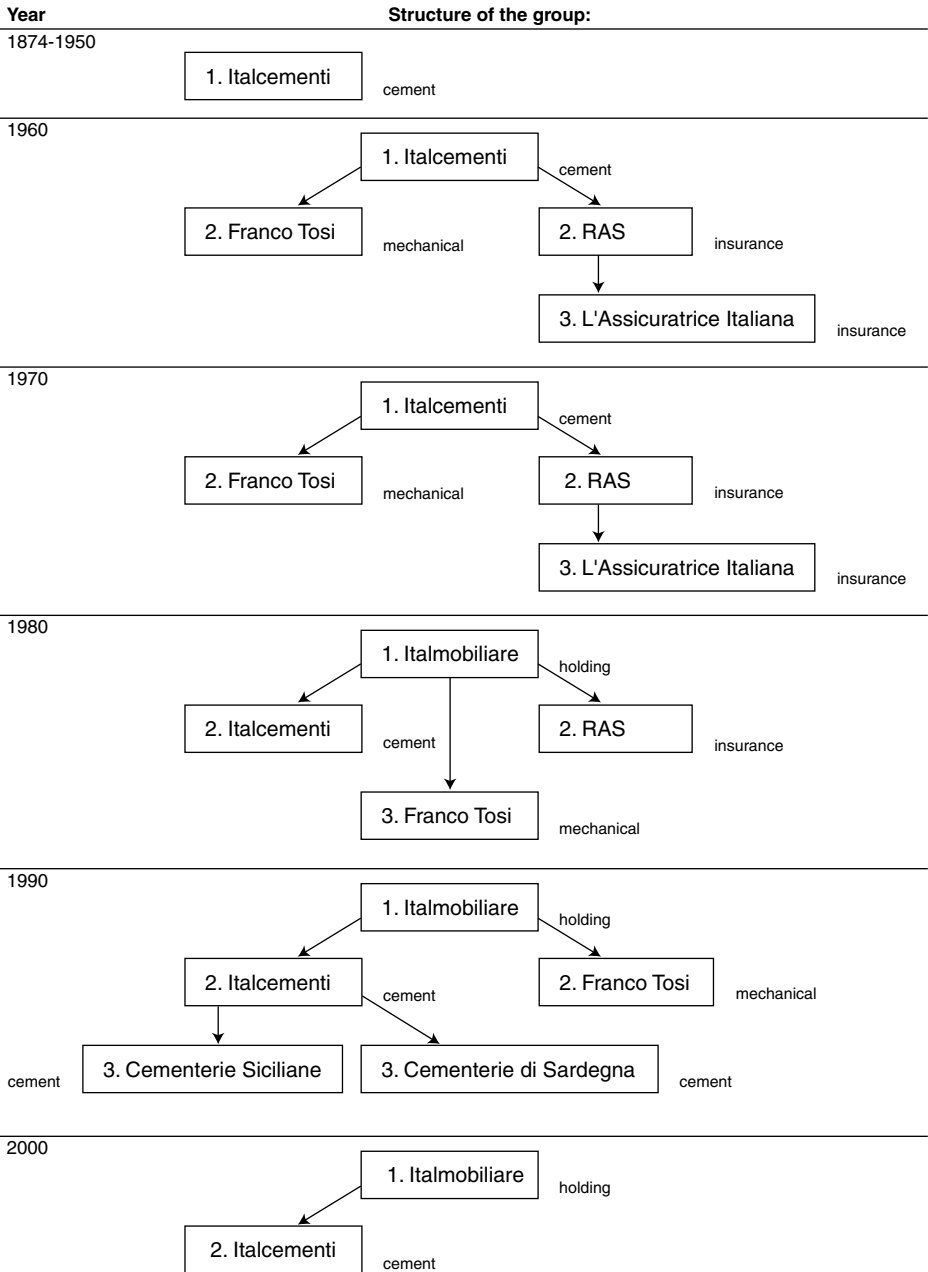 Year Structure of the group:
1874-1950
1. Italcementi cement
1960
1. Italcementi
cement
2. Franco Tosi mechanical 2. RAS insurance
3. L'Assicuratrice Italiana insurance
1970
1. Italcementi
cement
2. Franco Tosi mechanical 2. RAS insurance
3. L'Assicuratrice Italiana insurance
1980
1. Italmobiliare
holding
2. Italcementi cement 2. RAS insurance
3. Franco Tosi mechanical
1990
1. Italmobiliare
holding
2. Italcementi cement 2. Franco Tosi mechanical
cement 3. Cementerie Siciliane 3. Cementerie di Sardegna cement
2000
1. Italmobiliare holding
2. Italcementi cement